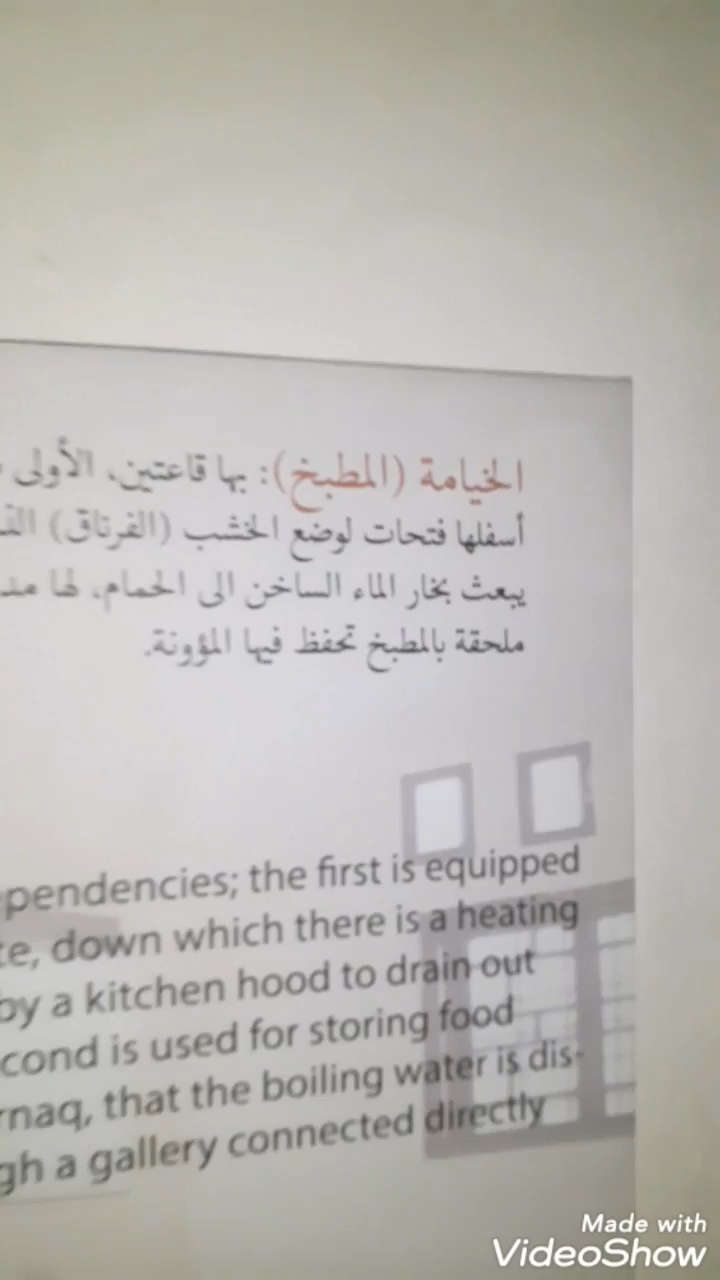 الخيامة (المطبخ): بها قاعتين، الأولى
أسفلها فتحات لوضع الخشب (الفرناق)
يبعث بخار الماء الساخن الى الحمام، لها
ملحقة بالمطبخ تحفظ فيها المؤونة.
pendencies; the first is equipped
te, down which there is a heating
by a kitchen hood to drain out
cond is used for storing food
rnaq, that the boiling water is dis-
gh a gallery connected directly
Made with
VideoShow